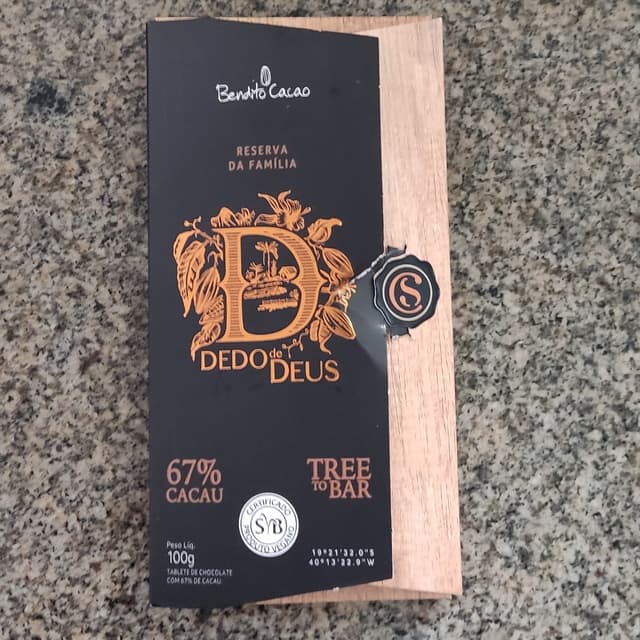 Bendito Cacao
RESERVA
DA FAMÍLIA
D
DEDO de DEUS
67%
CACAU
TREE
TO BAR
CERTIFICADO
SVB
PRODUTO VEGANO
Peso Líq.
100g
TABLETE DE CHOCOLATE
COM 67% DE CACAU
19°21'32.0"S
40°13'22.9"W
SC